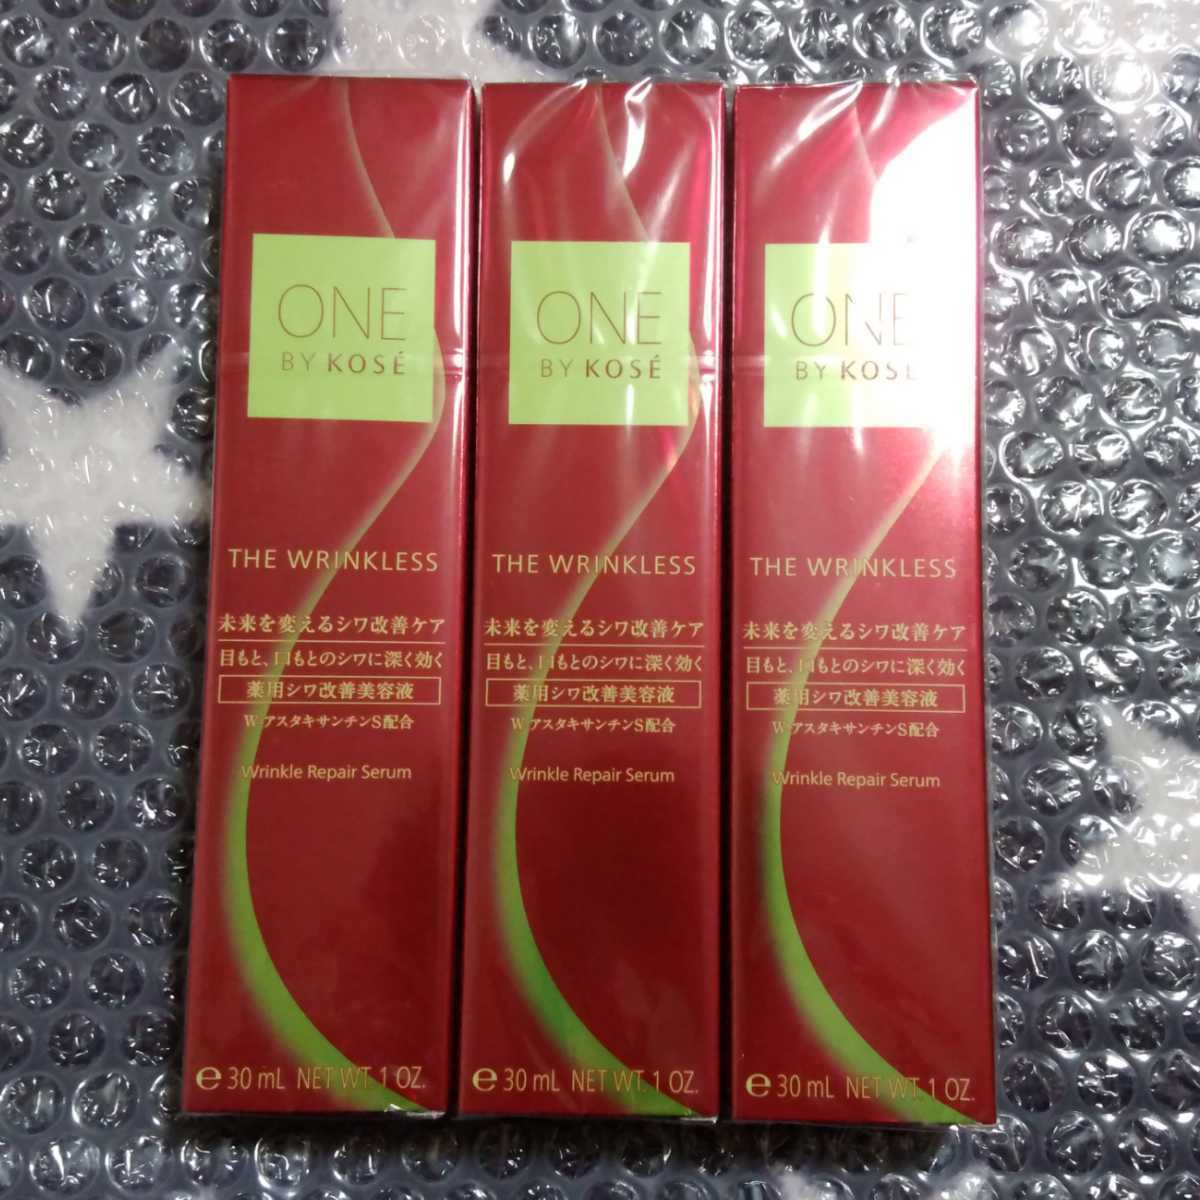 ONE
BY KOSÉ
THE WRINKLESS
未来を変えるシワ改善ケア
目もと、口もとのシワに深く効く
薬用シワ改善美容液
W アスタキサンチンS配合
Wrinkle Repair Serum
e 30 mL NET WT. 1 OZ.
ONE
BY KOSÉ
THE WRINKLESS
未来を変えるシワ改善ケア
目もと、口もとのシワに深く効く
薬用シワ改善美容液
W アスタキサンチンS配合
Wrinkle Repair Serum
e 30 mL NET WT. 1 OZ.
ONE
BY KOSÉ
THE WRINKLESS
未来を変えるシワ改善ケア
目もと、口もとのシワに深く効く
薬用シワ改善美容液
W アスタキサンチンS配合
Wrinkle Repair Serum
e 30 mL NET WT. 1 OZ.